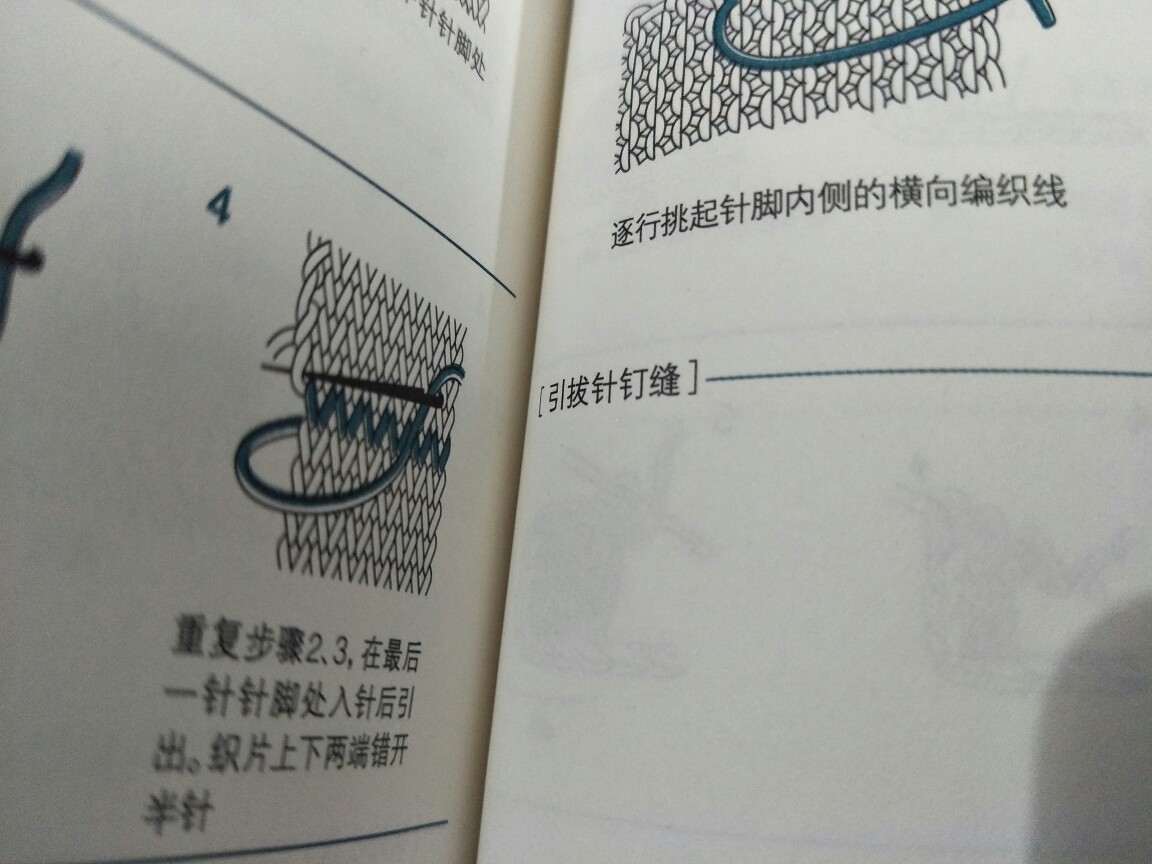 针针脚处
4
重复步骤2、3,在最后
一针针脚处入针后引
出。织片上下两端错开
半针
逐行挑起针脚内侧的横向编织线
[引拔针钉缝]